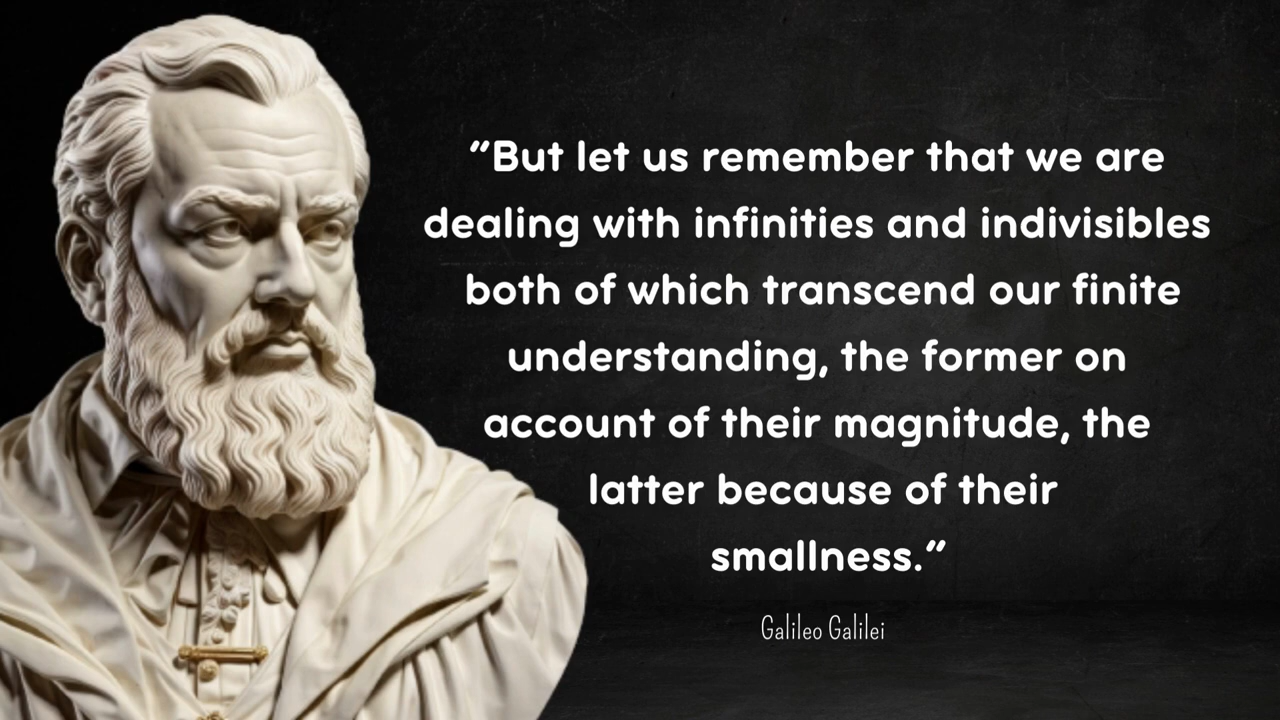 “But let us remember that we are
dealing with infinities and indivisibles
both of which transcend our finite
understanding, the former on
account of their magnitude, the
latter because of their
smallness.”
Galileo Galilei